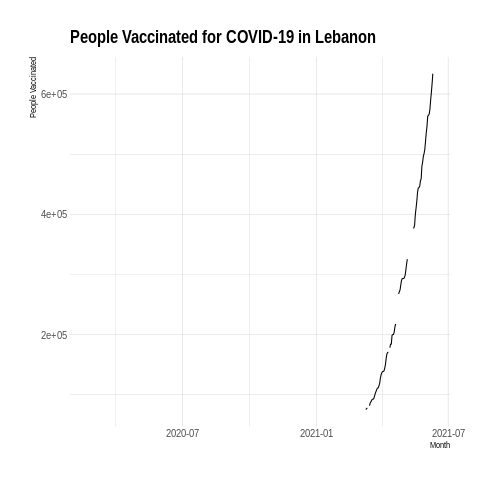 People Vaccinated for COVID-19 in Lebanon
People Vaccinated
6e+05
4e+05
2e+05
2020-07
2021-01
2021-07
Month